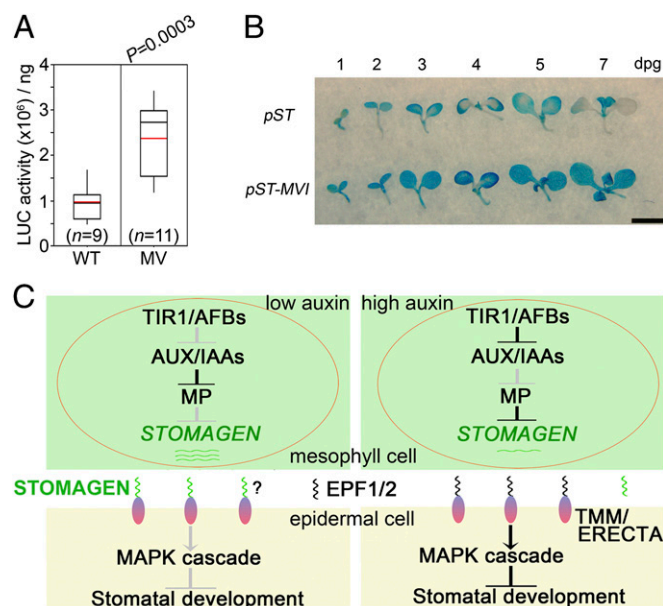 A
P=0.0003
LUC activity (x10⁶) / ng
4
3
2
1
0
(n=9)
(n=11)
WT
MV
B
1 2 3 4 5 7 dpg
pST
pST-MVI
C
low auxin
TIR1/AFBs
AUX/IAAs
MP
STOMAGEN
mesophyll cell
high auxin
TIR1/AFBs
AUX/IAAs
MP
STOMAGEN
STOMAGEN
?
EPF1/2
epidermal cell
TMM/
ERECTA
MAPK cascade
Stomatal development
MAPK cascade
Stomatal development